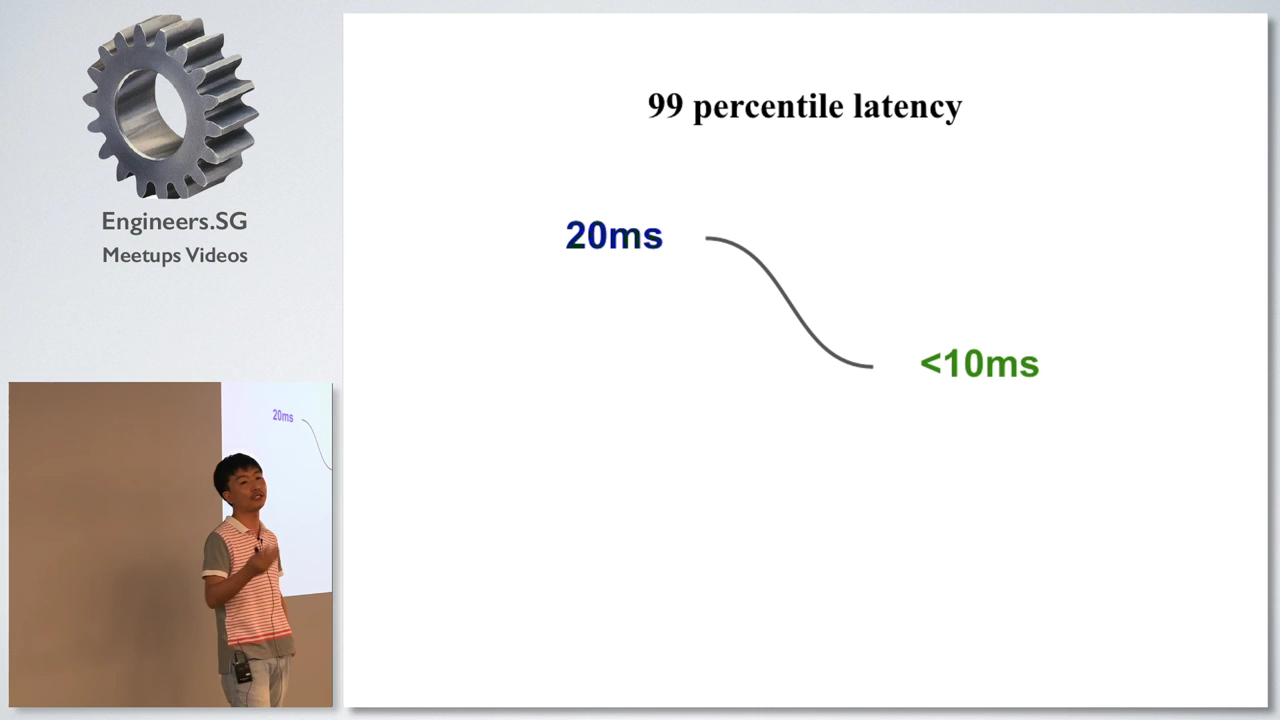 Engineers.SG
Meetups Videos
99 percentile latency
20ms
<10ms
20ms